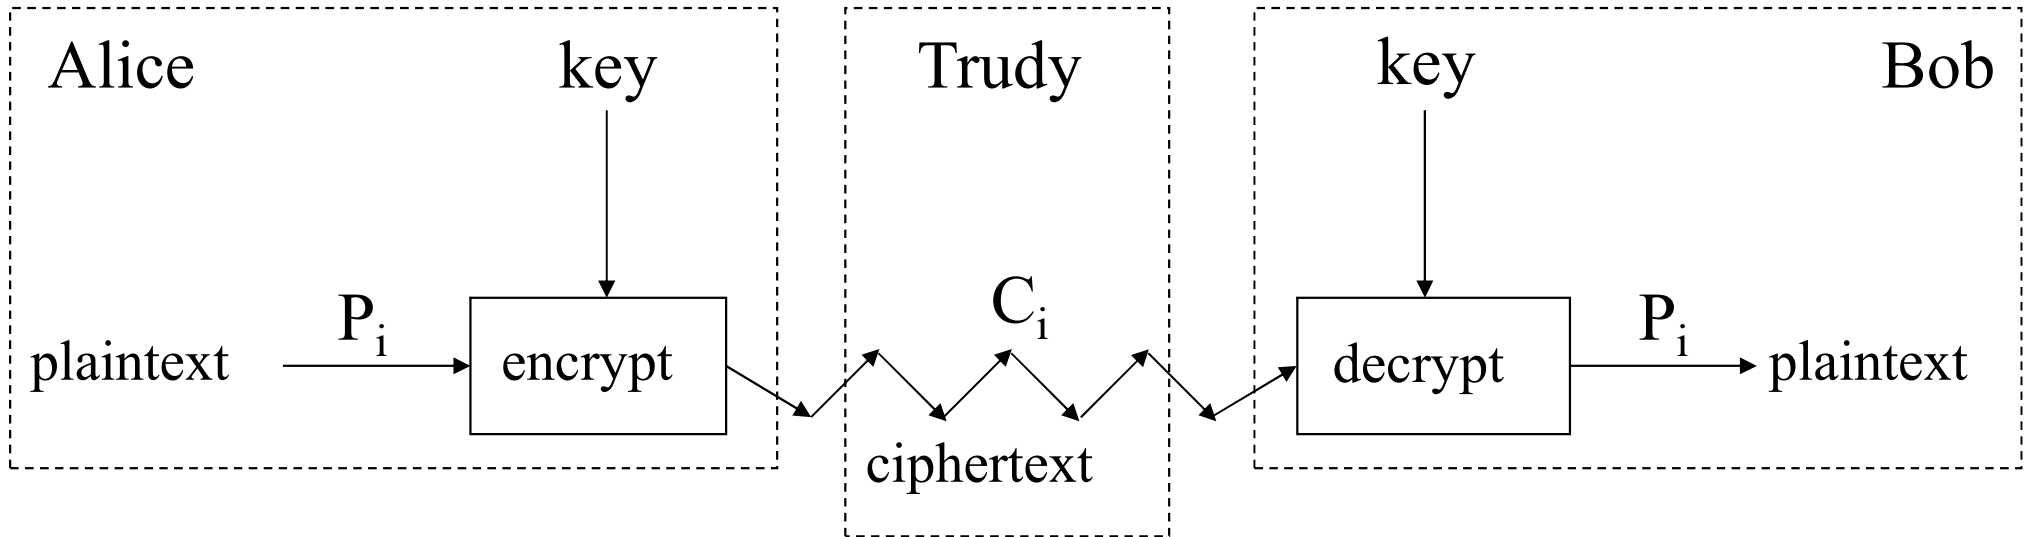 Alice
key
Trudy
key
Bob
plaintext
Pi
encrypt
Ci
ciphertext
decrypt
Pi
plaintext